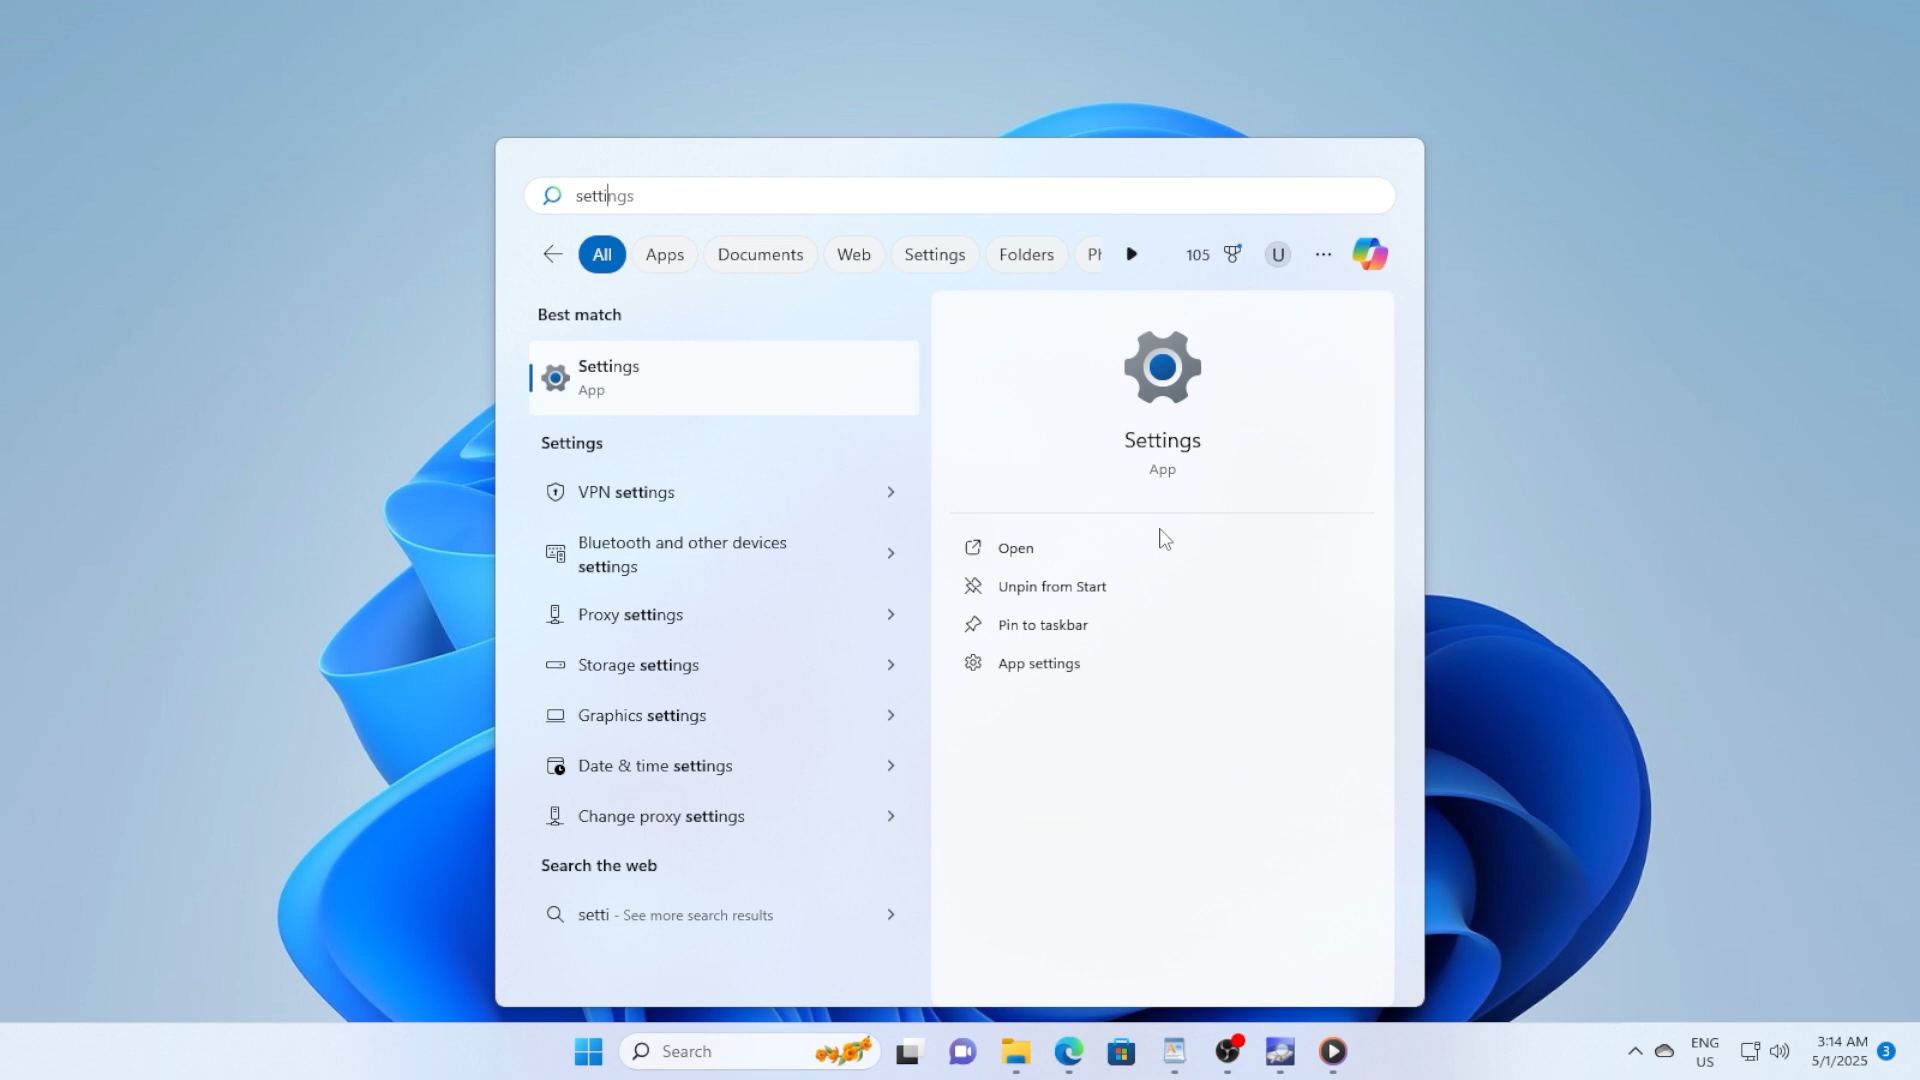 settings
All
Apps
Documents
Web
Settings
Folders
105
U
Best match
Settings
App
Settings
VPN settings
Bluetooth and other devices
settings
Proxy settings
Storage settings
Graphics settings
Date & time settings
Change proxy settings
Search the web
setti - See more search results
Settings
App
Open
Unpin from Start
Pin to taskbar
App settings
Search
ENG
US
3:14 AM
5/1/2025
3